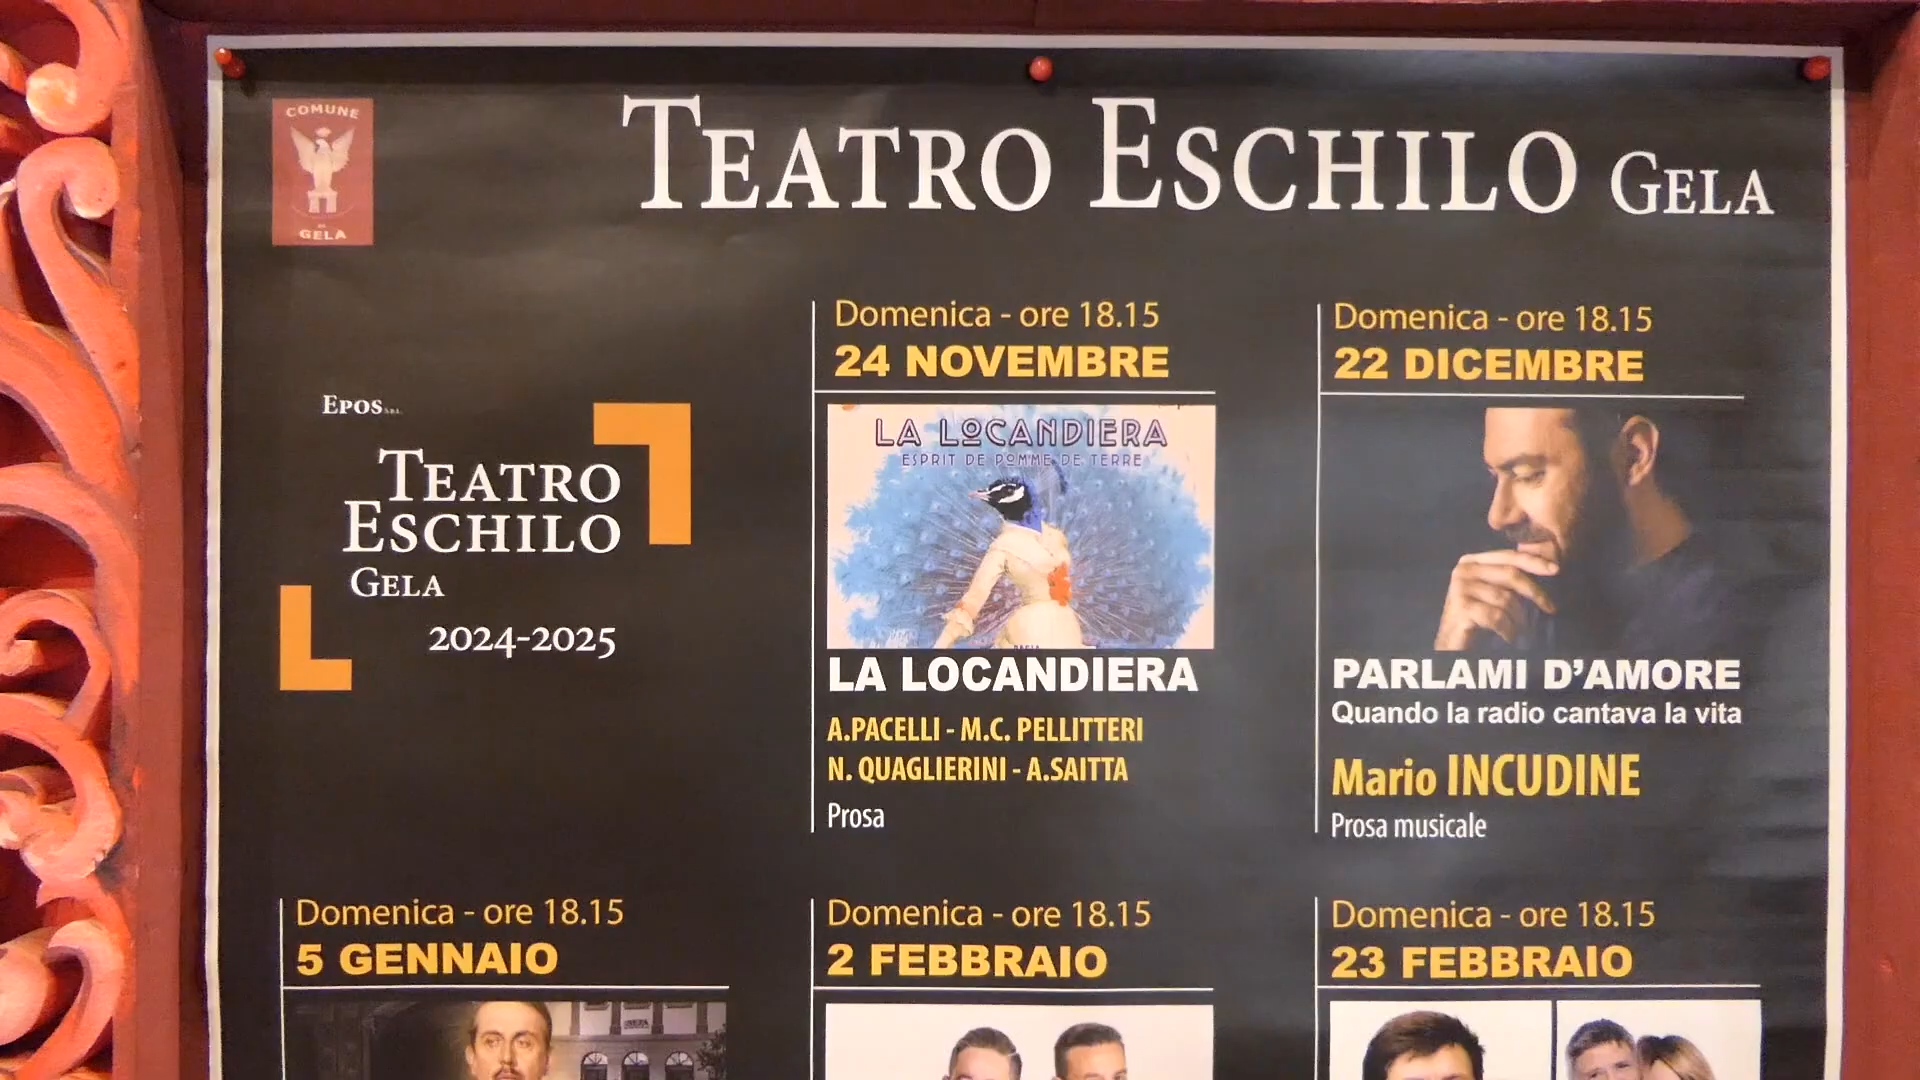 COMUNE
DI
GELA
TEATRO ESCHILO GELA
EPOS S.R.L.
TEATRO
ESCHILO
GELA
2024-2025
Domenica - ore 18.15
24 NOVEMBRE
LA LOCANDIERA
ESPRIT DE POMME DE TERRE
LA LOCANDIERA
A.PACELLI - M.C. PELLITTERI
N. QUAGLIERINI - A.SAITTA
Prosa
Domenica - ore 18.15
22 DICEMBRE
PARLAMI D’AMORE
Quando la radio cantava la vita
Mario INCUDINE
Prosa musicale
Domenica - ore 18.15
5 GENNAIO
Domenica - ore 18.15
2 FEBBRAIO
Domenica - ore 18.15
23 FEBBRAIO